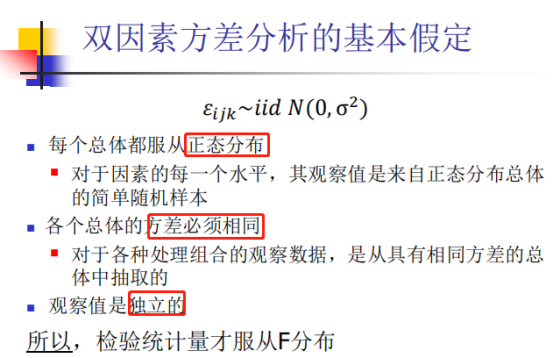 双因素方差分析的基本假定
εᵢⱼₖ~iid N(0, σ²)
每个总体都服从正态分布
对于因素的每一个水平，其观察值是来自正态分布总体
的简单随机样本
各个总体的方差必须相同
对于各种处理组合的观察数据，是从具有相同方差的总
体中抽取的
观察值是独立的
所以，检验统计量才服从F分布